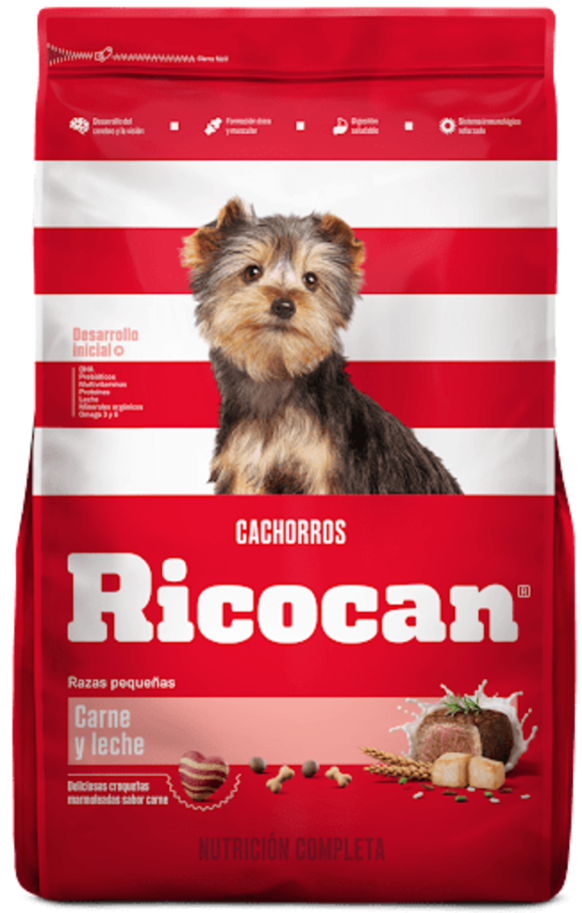 Cierra fácil
Desarrollo del
cerebro y la visión
Formación ósea
y muscular
Digestión
saludable
Sistema inmunológico
reforzado
Desarrollo
inicial
DHA
Prebióticos
Multivitaminas
Proteínas
Leche
Minerales orgánicos
Omega 3 y 6
CACHORROS
Ricocan®
Razas pequeñas
Carne
y leche
Deliciosas croquetas
marmoleadas sabor carne
NUTRICIÓN COMPLETA